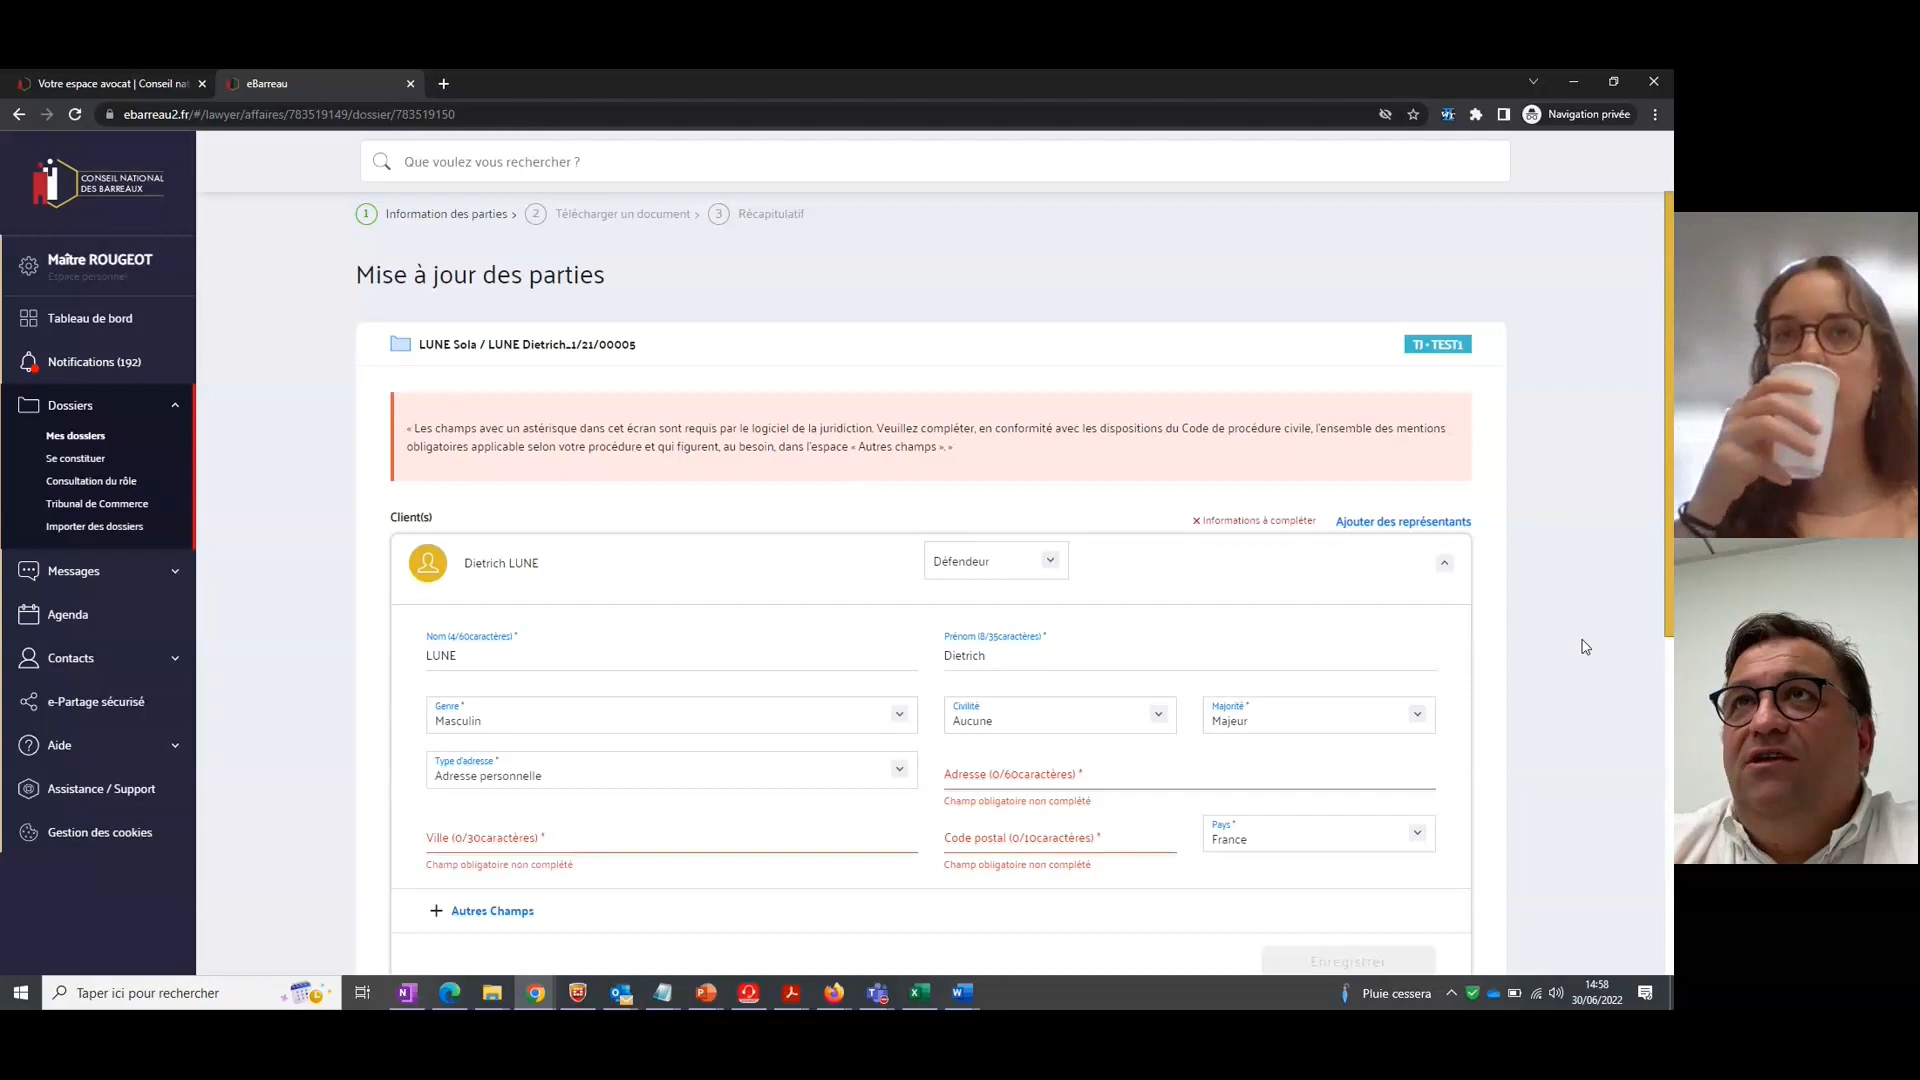 Votre espace avocat | Conseil nat
eBarreau
ebarreau2.fr/#/lawyer/affaires/783519149/dossier/783519150
Navigation privée
CONSEIL NATIONAL
DES BARREAUX
Que voulez vous rechercher ?
1 Information des parties > 2 Télécharger un document > 3 Récapitulatif
Maître ROUGEOT
Espace personnel
Tableau de bord
Notifications (192)
Dossiers
Mes dossiers
Se constituer
Consultation du rôle
Tribunal de Commerce
Importer des dossiers
Messages
Agenda
Contacts
e-Partage sécurisé
Aide
Assistance / Support
Gestion des cookies
Mise à jour des parties
LUNE Sola / LUNE Dietrich_1/21/00005
TJ - TEST1
« Les champs avec un astérisque dans cet écran sont requis par le logiciel de la juridiction. Veuillez compléter, en conformité avec les dispositions du Code de procédure civile, l'ensemble des mentions
obligatoires applicable selon votre procédure et qui figurent, au besoin, dans l'espace « Autres champs ». »
Client(s)
× Informations à compléter
Ajouter des représentants
Dietrich LUNE
Défendeur
Nom (4/60caractères) *
LUNE
Prénom (8/35caractères) *
Dietrich
Genre *
Masculin
Civilité
Aucune
Majorité *
Majeur
Type d'adresse *
Adresse personnelle
Adresse (0/60caractères) *
Champ obligatoire non complété
Ville (0/30caractères) *
Champ obligatoire non complété
Code postal (0/10caractères) *
Champ obligatoire non complété
Pays *
France
+ Autres Champs
Enregistrer
Taper ici pour rechercher
Pluie cessera
14:58
30/06/2022